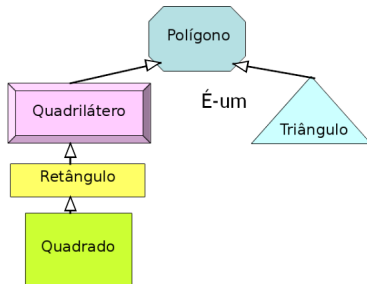 Polígono
Quadrilátero
É-um
Triângulo
Retângulo
Quadrado